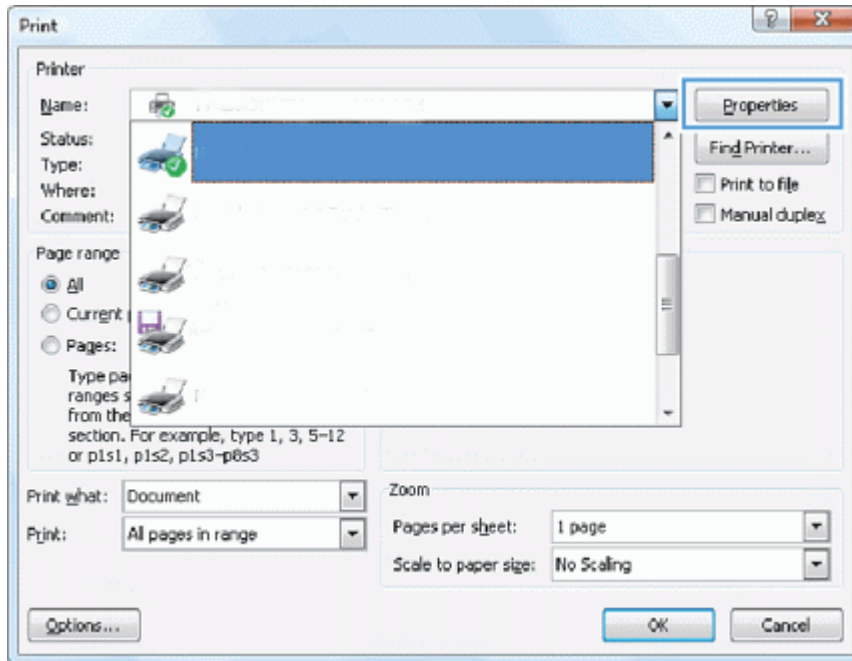 Print
Printer
Name:
Properties
Status:
Find Printer...
Type:
Print to file
Where:
Manual duplex
Comment:
Page range
All
Current
Pages:
Type
ranges
from the
section. For example, type 1, 3, 5-12
or p1s1, p1s2, p1s3-p8s3
Print what: Document
Print: All pages in range
Zoom
Pages per sheet: 1 page
Scale to paper size: No Scaling
Options...
OK
Cancel